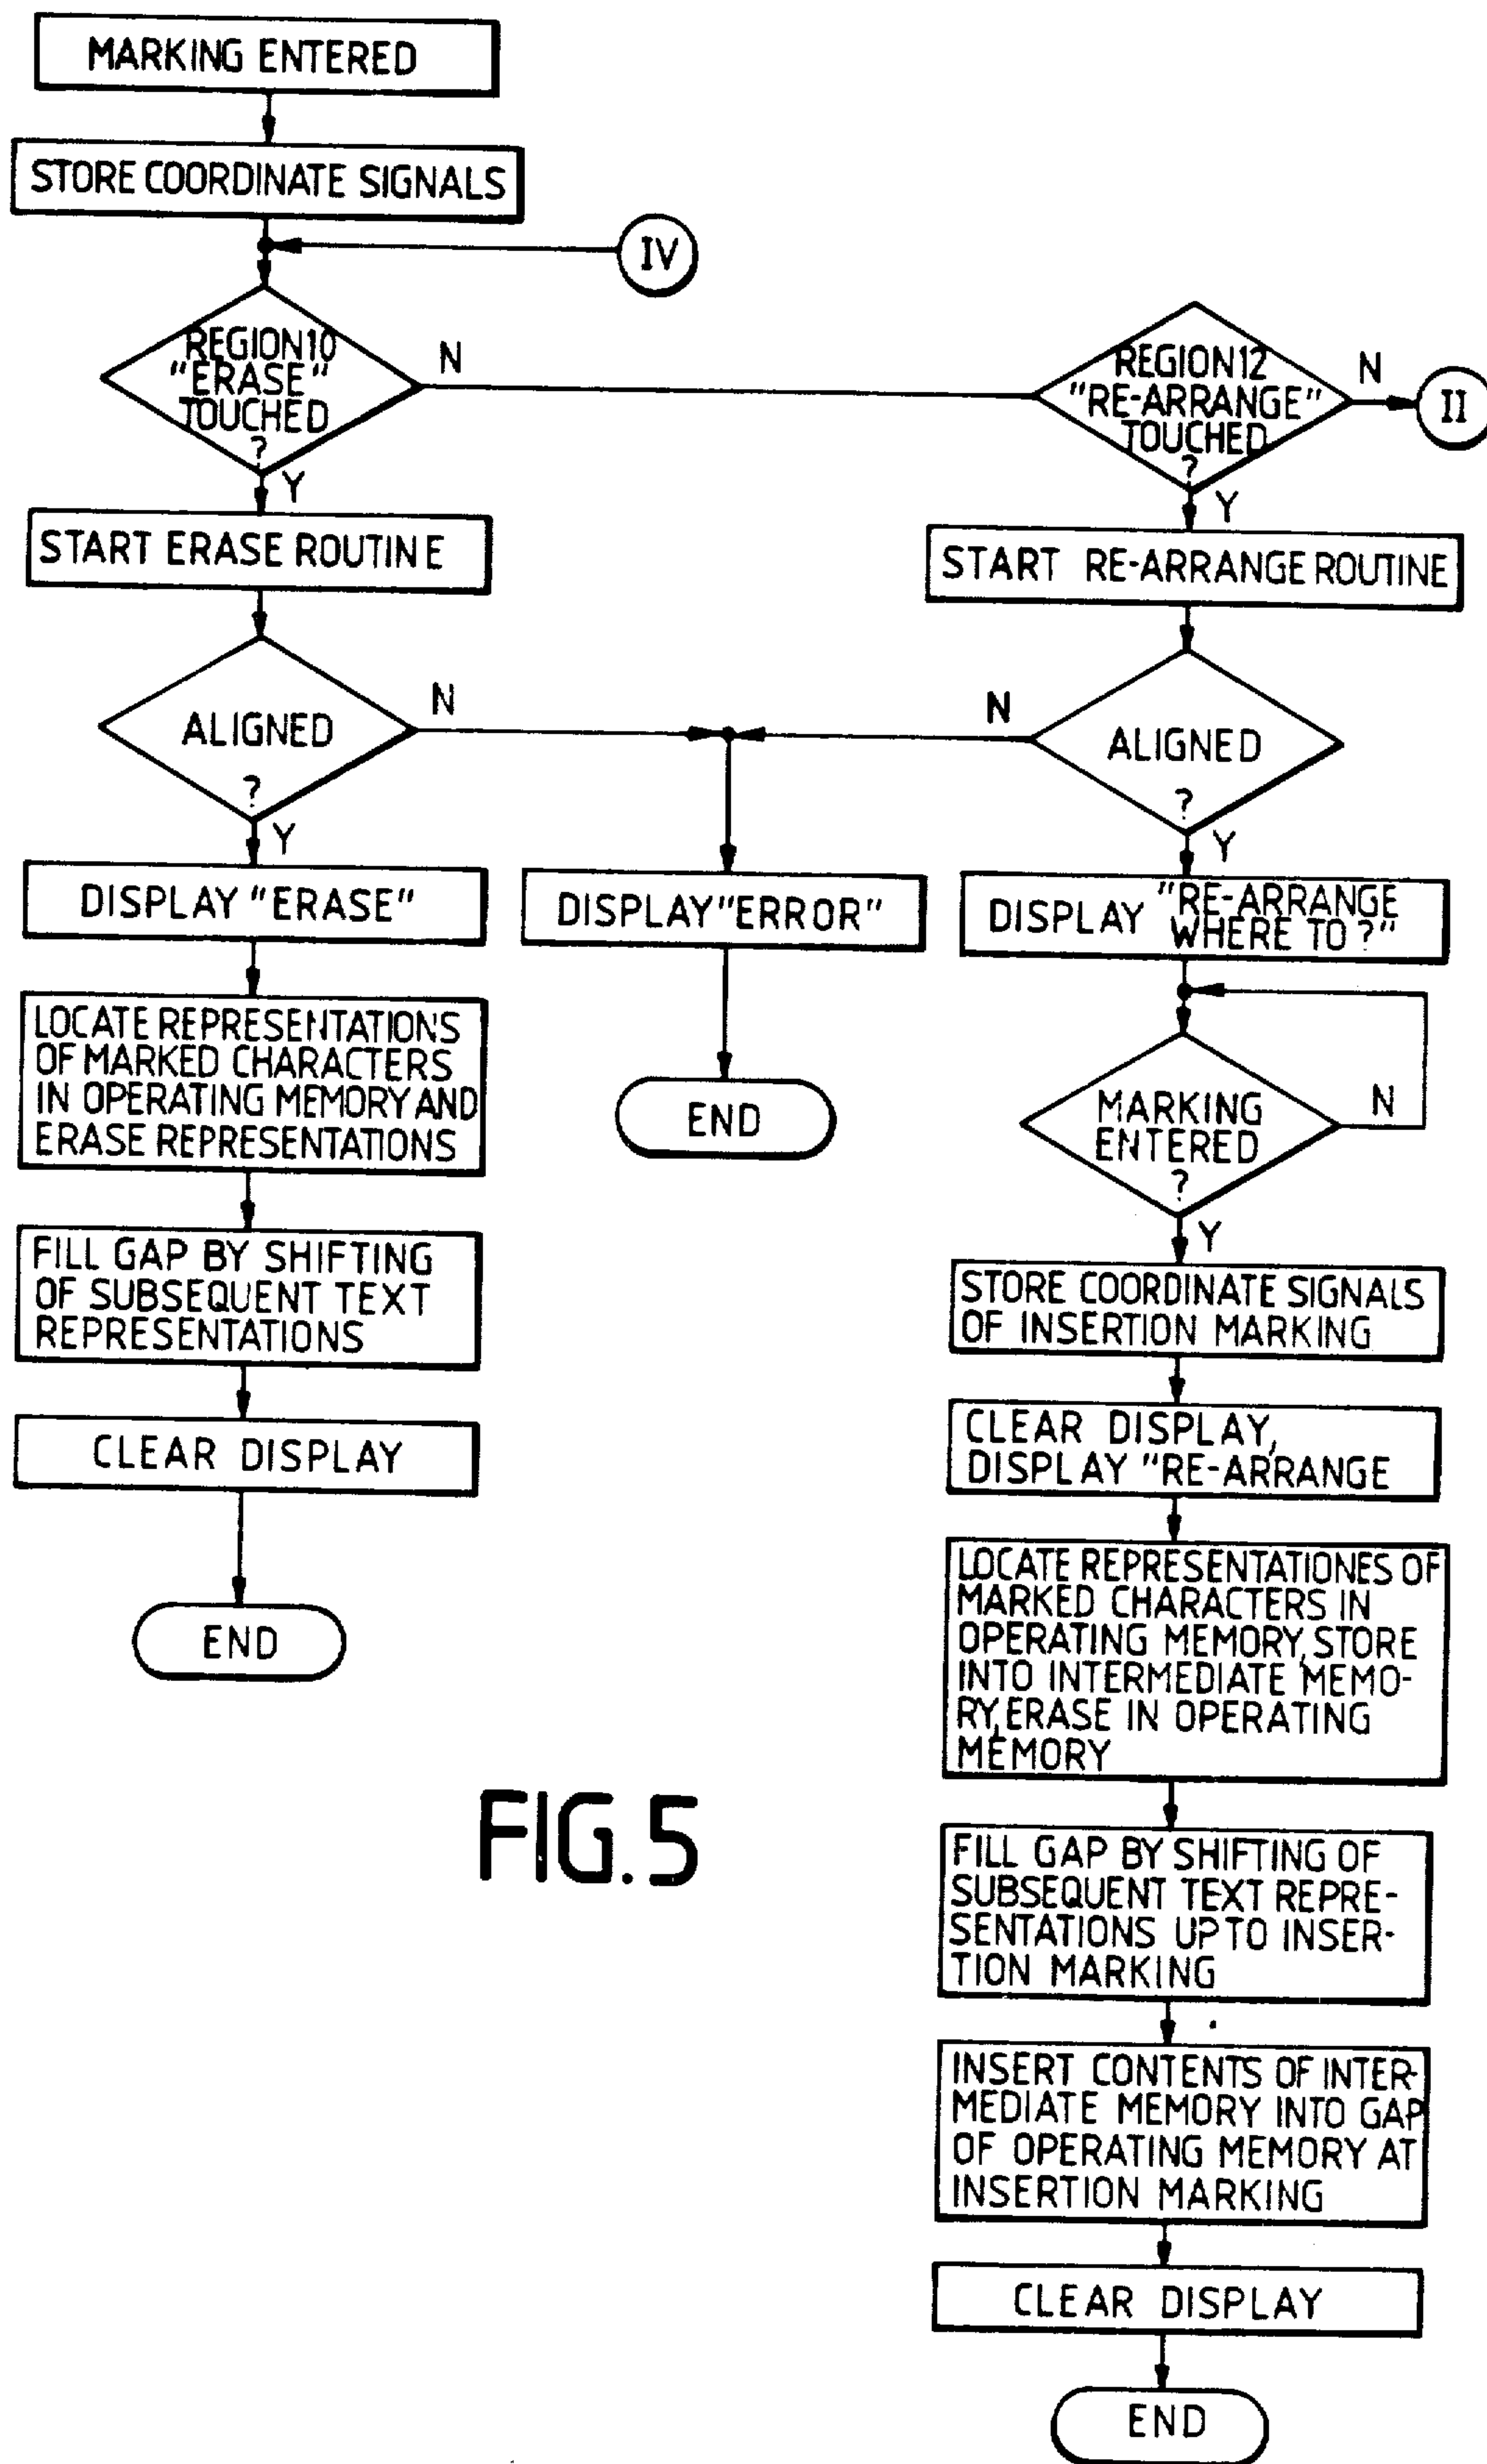 MARKING ENTERED
STORE COORDINATE SIGNALS
IV
REGION 10
"ERASE"
TOUCHED
?
N
Y
REGION 12
"RE-ARRANGE"
TOUCHED
?
N
II
Y
START ERASE ROUTINE
START RE-ARRANGE ROUTINE
ALIGNED
?
N
Y
N
ALIGNED
?
Y
DISPLAY "ERASE"
DISPLAY "ERROR"
DISPLAY "RE-ARRANGE
WHERE TO ?"
LOCATE REPRESENTATIONS
OF MARKED CHARACTERS
IN OPERATING MEMORY AND
ERASE REPRESENTATIONS
END
MARKING
ENTERED
?
N
Y
FILL GAP BY SHIFTING
OF SUBSEQUENT TEXT
REPRESENTATIONS
STORE COORDINATE SIGNALS
OF INSERTION MARKING
CLEAR DISPLAY
CLEAR DISPLAY,
DISPLAY "RE-ARRANGE
END
LOCATE REPRESENTATIONES OF
MARKED CHARACTERS IN
OPERATING MEMORY, STORE
INTO INTERMEDIATE MEMO-
RY, ERASE IN OPERATING
MEMORY
FIG. 5
FILL GAP BY SHIFTING OF
SUBSEQUENT TEXT REPRE-
SENTATIONS UP TO INSER-
TION MARKING
INSERT CONTENTS OF INTER-
MEDIATE MEMORY INTO GAP
OF OPERATING MEMORY AT
INSERTION MARKING
CLEAR DISPLAY
END